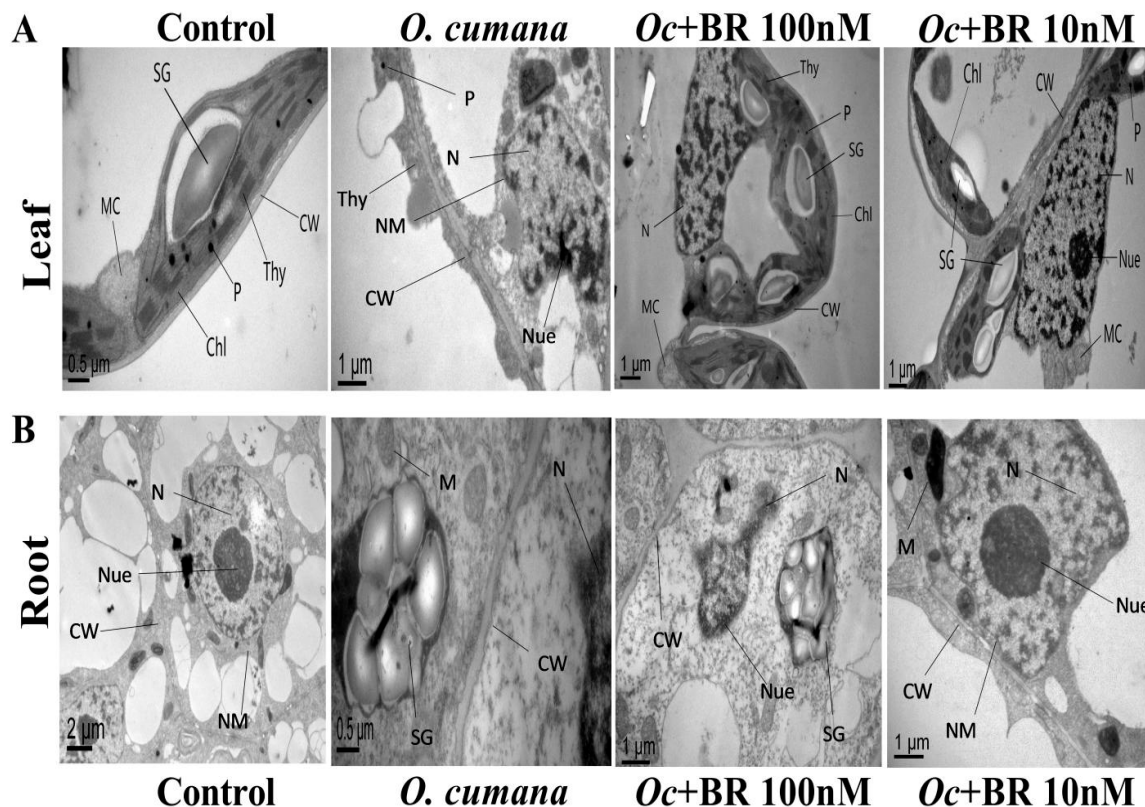 Control O. cumana Oc+BR 100nM Oc+BR 10nM
A
Leaf
SG
MC
CW
Thy
P
Chl
0.5 µm
P
N
Thy
NM
CW
Nue
1 µm
Thy
P
SG
N
Chl
MC
CW
1 µm
Chl
CW
P
N
SG
Nue
MC
1 µm
B
Root
N
Nue
CW
NM
2 µm
M
N
CW
SG
0.5 µm
N
CW
Nue
SG
1 µm
N
M
Nue
CW
NM
1 µm
Control O. cumana Oc+BR 100nM Oc+BR 10nM